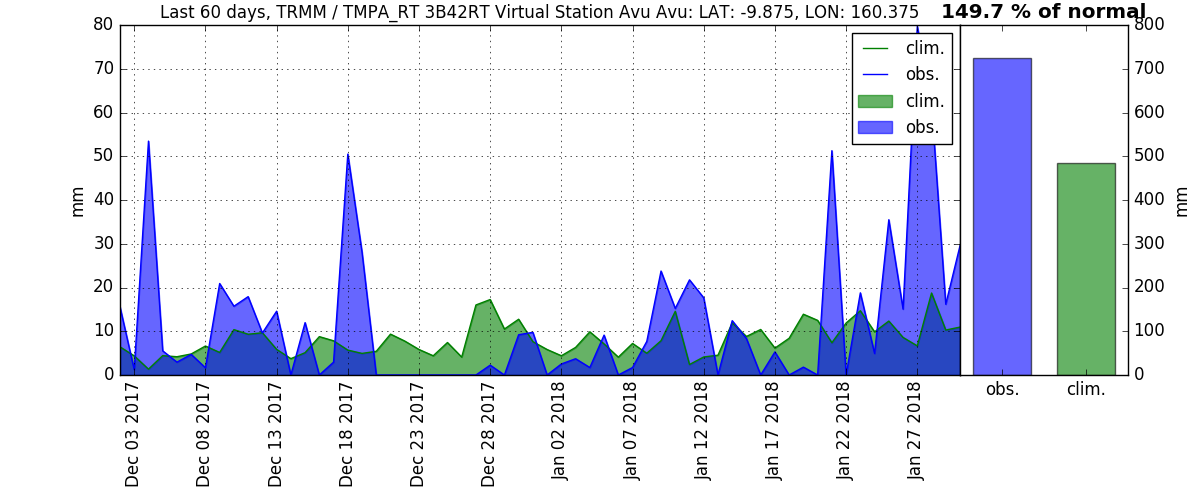 Last 60 days, TRMM / TMPA_RT 3B42RT Virtual Station Avu Avu: LAT: -9.875, LON: 160.375
149.7 % of normal
80
70
60
50
40
30
20
10
0
mm
clim.
obs.
clim.
obs.
800
700
600
500
400
300
200
100
0
mm
Dec 03 2017
Dec 08 2017
Dec 13 2017
Dec 18 2017
Dec 23 2017
Dec 28 2017
Jan 02 2018
Jan 07 2018
Jan 12 2018
Jan 17 2018
Jan 22 2018
Jan 27 2018
obs.
clim.